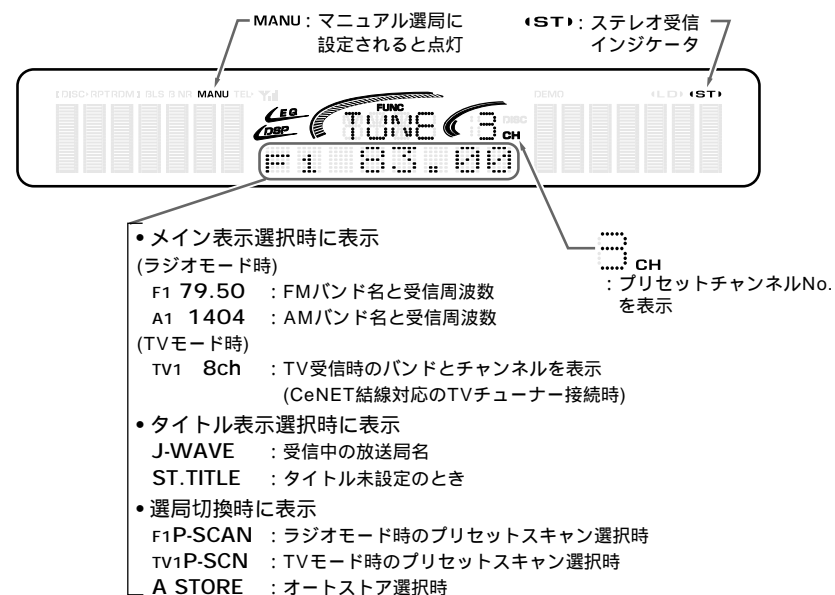 MANU : マニュアル選局に
設定されると点灯
(ST) : ステレオ受信
インジケータ
[DISC・RPT RDM] BLS B·NR MANU TEL・
DEMO (LD) (ST)
EQ
DSP
FUNC
TUNE 3 DISC
CH
F1 83.00
• メイン表示選択時に表示
(ラジオモード時)
F1 79.50 : FMバンド名と受信周波数
A1 1404 : AMバンド名と受信周波数
(TVモード時)
TV1 8ch : TV受信時のバンドとチャンネルを表示
(CeNET結線対応のTVチューナー接続時)
• タイトル表示選択時に表示
J-WAVE : 受信中の放送局名
ST.TITLE : タイトル未設定のとき
• 選局切換時に表示
F1P-SCAN : ラジオモード時のプリセットスキャン選択時
TV1P-SCN : TVモード時のプリセットスキャン選択時
A STORE : オートストア選択時
3 CH
: プリセットチャンネルNo.
を表示